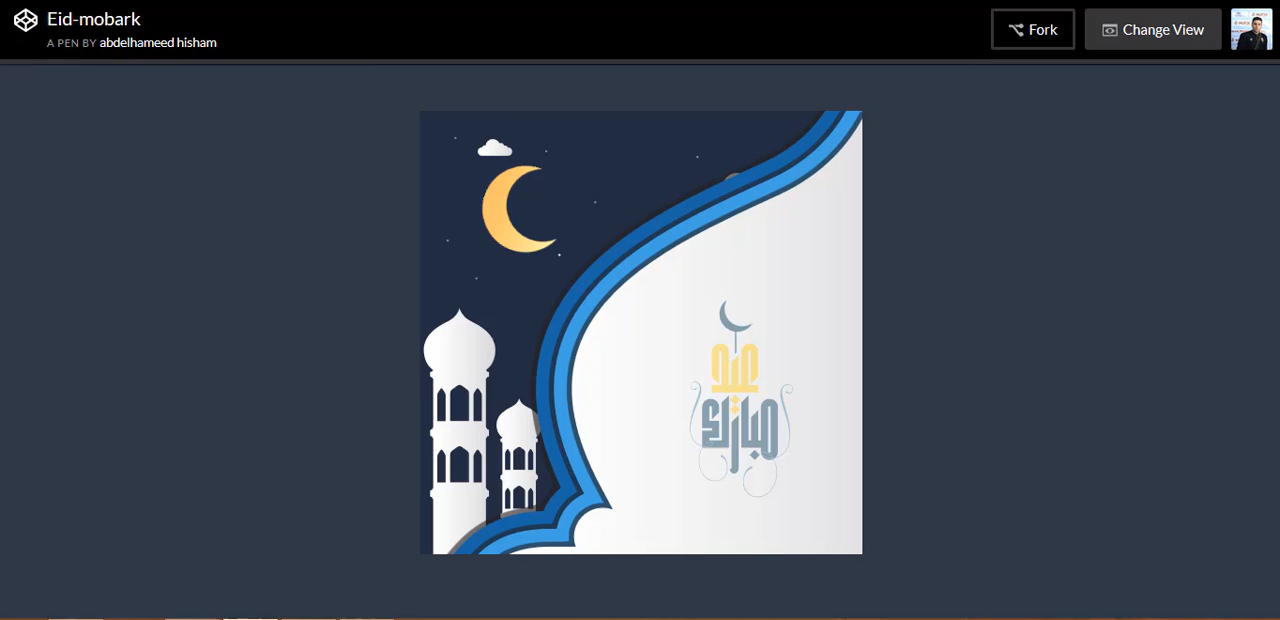 Eid-mobark
A PEN BY abdelhameed hisham
Fork
Change View
عيد
مبارك